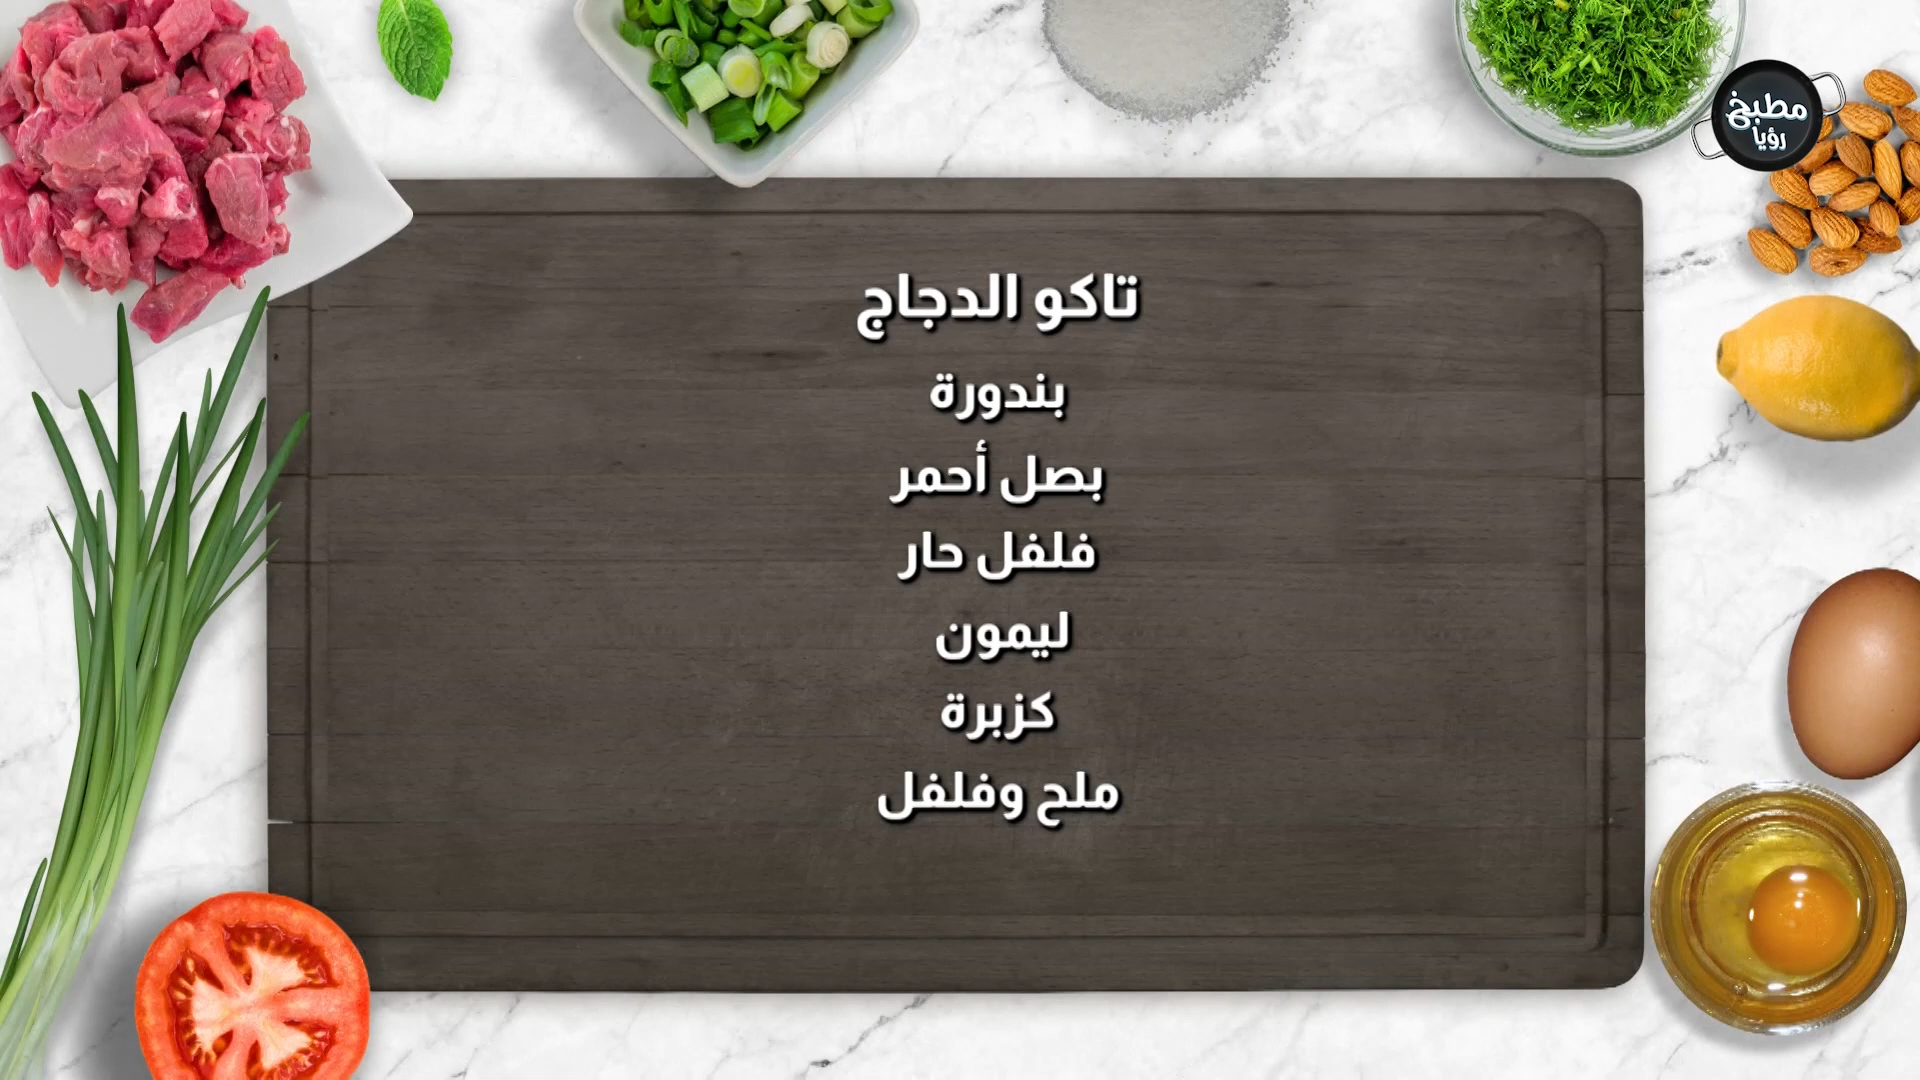 مطبخ
رؤيا
تاكو الدجاج
بندورة
بصل أحمر
فلفل حار
ليمون
كزبرة
ملح وفلفل